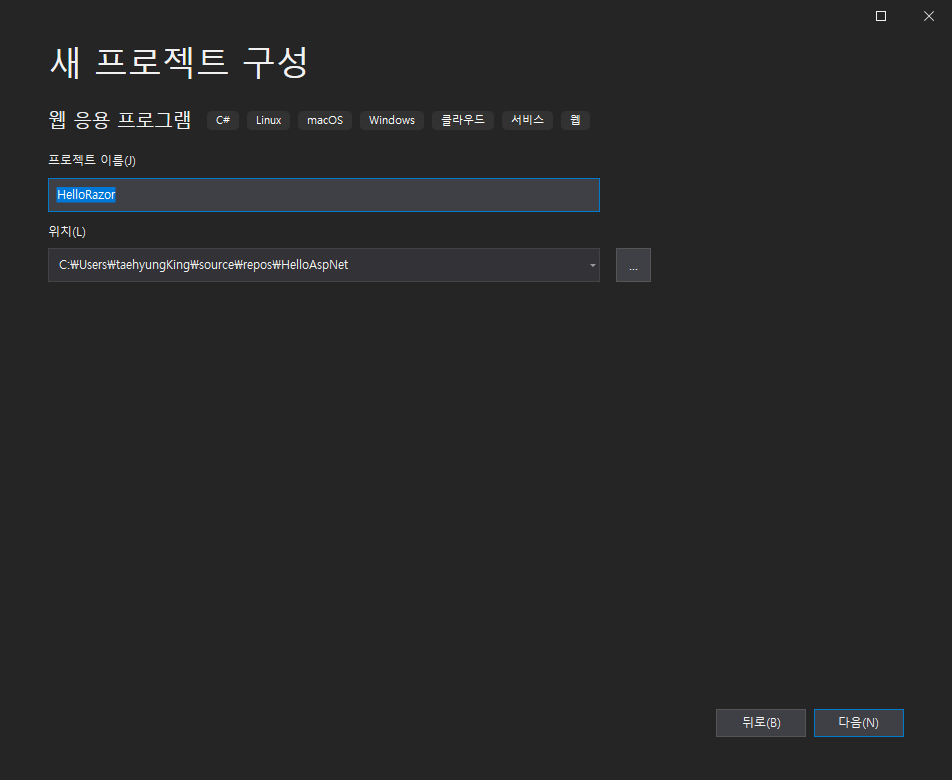 새 프로젝트 구성
웹 응용 프로그램 C# Linux macOS Windows 클라우드 서비스 웹
프로젝트 이름(J)
HelloRazor
위치(L)
C:₩Users₩taehyungKing₩source₩repos₩HelloAspNet ...
뒤로(B) 다음(N)